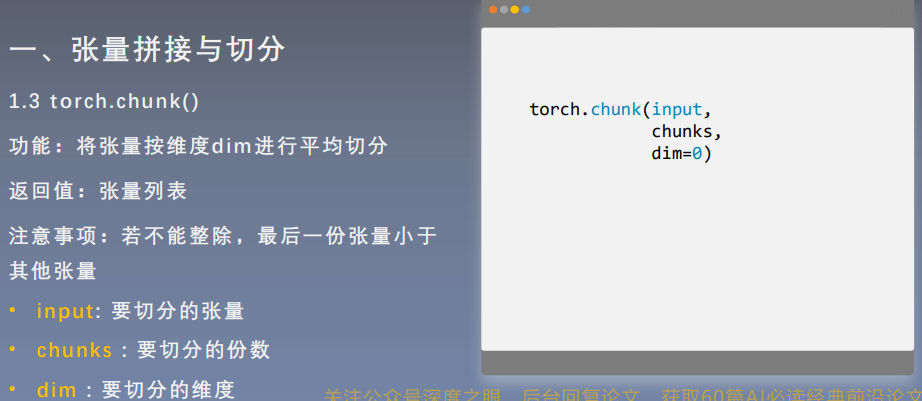 一、张量拼接与切分
1.3 torch.chunk()
功能：将张量按维度dim进行平均切分
返回值：张量列表
注意事项：若不能整除，最后一份张量小于
其他张量
• input: 要切分的张量
• chunks : 要切分的份数
• dim : 要切分的维度
torch.chunk(input,
chunks,
dim=0)
关注公众号深度之眼，后台回复论文，获取60篇AI必读经典前沿论文